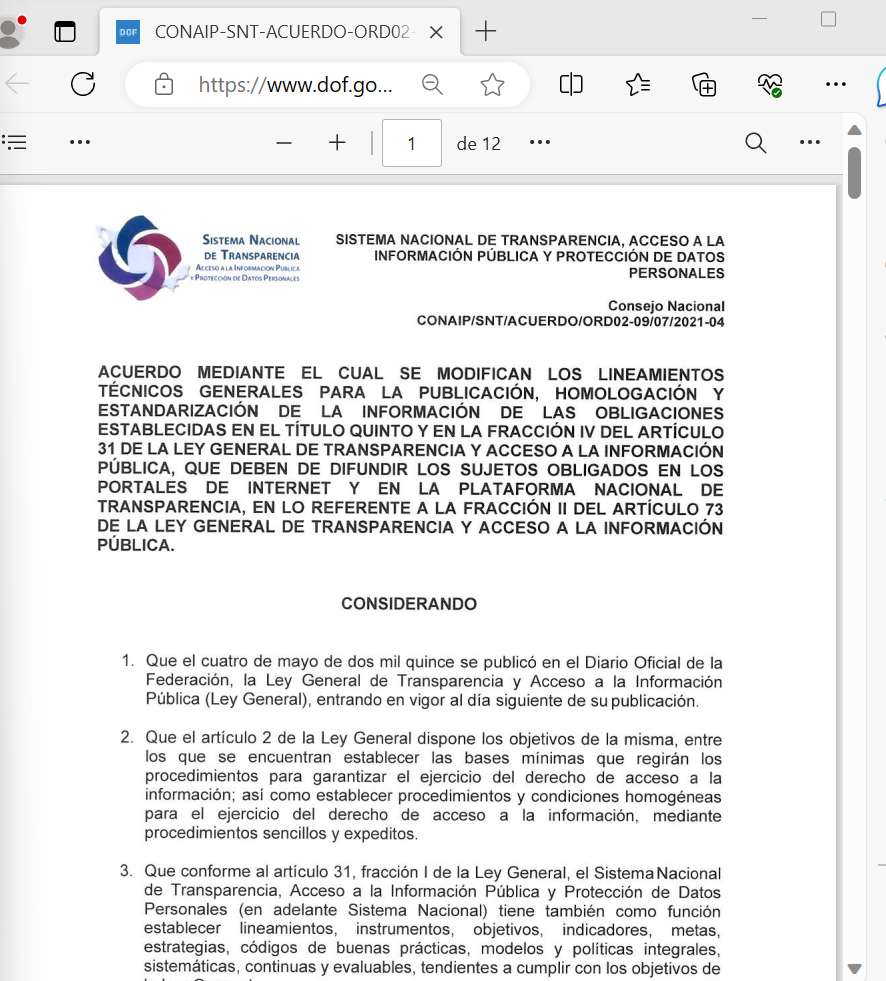 DOF CONAIP-SNT-ACUERDO-ORD02-
https://www.dof.go...
1 de 12
SISTEMA NACIONAL
DE TRANSPARENCIA
ACCESO A LA INFORMACIÓN PÚBLICA
Y PROTECCIÓN DE DATOS PERSONALES
SISTEMA NACIONAL DE TRANSPARENCIA, ACCESO A LA
INFORMACIÓN PÚBLICA Y PROTECCIÓN DE DATOS
PERSONALES
Consejo Nacional
CONAIP/SNT/ACUERDO/ORD02-09/07/2021-04
ACUERDO MEDIANTE EL CUAL SE MODIFICAN LOS LINEAMIENTOS
TÉCNICOS GENERALES PARA LA PUBLICACIÓN, HOMOLOGACIÓN Y
ESTANDARIZACIÓN DE LA INFORMACIÓN DE LAS OBLIGACIONES
ESTABLECIDAS EN EL TÍTULO QUINTO Y EN LA FRACCIÓN IV DEL ARTÍCULO
31 DE LA LEY GENERAL DE TRANSPARENCIA Y ACCESO A LA INFORMACIÓN
PÚBLICA, QUE DEBEN DE DIFUNDIR LOS SUJETOS OBLIGADOS EN LOS
PORTALES DE INTERNET Y EN LA PLATAFORMA NACIONAL DE
TRANSPARENCIA, EN LO REFERENTE A LA FRACCIÓN II DEL ARTÍCULO 73
DE LA LEY GENERAL DE TRANSPARENCIA Y ACCESO A LA INFORMACIÓN
PÚBLICA.
CONSIDERANDO
1. Que el cuatro de mayo de dos mil quince se publicó en el Diario Oficial de la
Federación, la Ley General de Transparencia y Acceso a la Información
Pública (Ley General), entrando en vigor al día siguiente de su publicación.
2. Que el artículo 2 de la Ley General dispone los objetivos de la misma, entre
los que se encuentran establecer las bases mínimas que regirán los
procedimientos para garantizar el ejercicio del derecho de acceso a la
información; así como establecer procedimientos y condiciones homogéneas
para el ejercicio del derecho de acceso a la información, mediante
procedimientos sencillos y expeditos.
3. Que conforme al artículo 31, fracción I de la Ley General, el Sistema Nacional
de Transparencia, Acceso a la Información Pública y Protección de Datos
Personales (en adelante Sistema Nacional) tiene también como función
establecer lineamientos, instrumentos, objetivos, indicadores, metas,
estrategias, códigos de buenas prácticas, modelos y políticas integrales,
sistemáticas, continuas y evaluables, tendientes a cumplir con los objetivos de